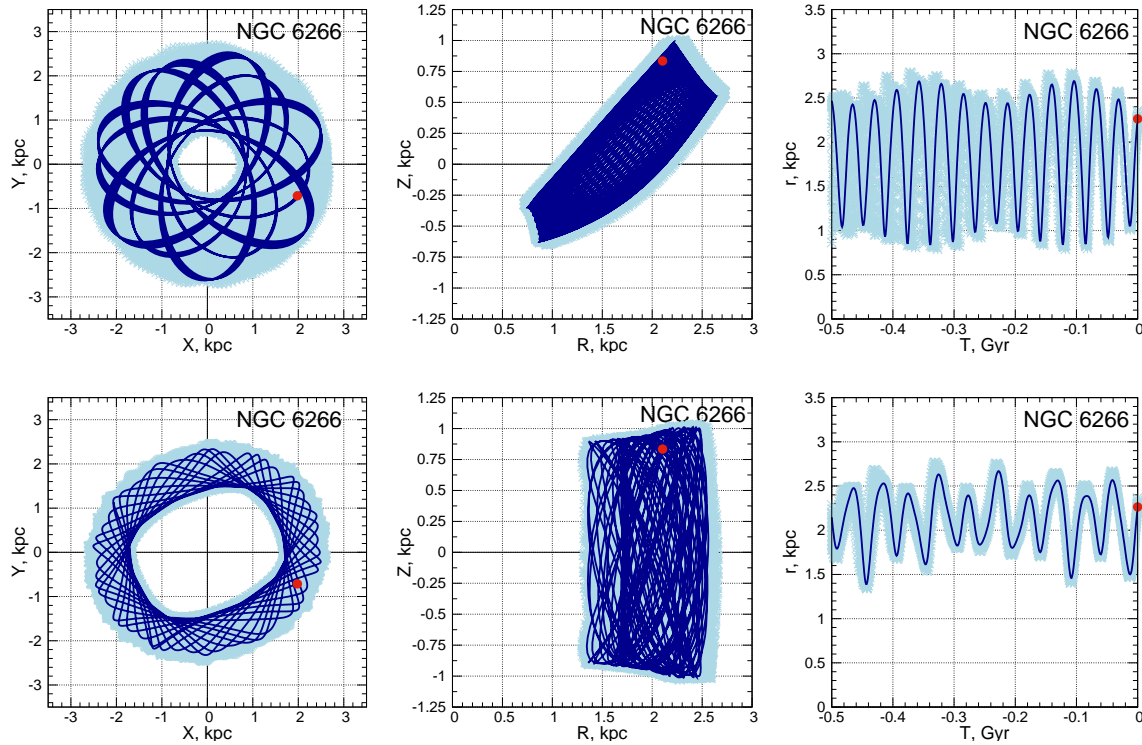 NGC 6266
3
2
1
0
-1
-2
-3
Y, kpc
-3 -2 -1 0 1 2 3
X, kpc
NGC 6266
1.25
1
0.75
0.5
0.25
0
-0.25
-0.5
-0.75
-1
-1.25
Z, kpc
0 0.5 1 1.5 2 2.5 3
R, kpc
NGC 6266
3.5
3
2.5
2
1.5
1
0.5
0
r, kpc
-0.5 -0.4 -0.3 -0.2 -0.1 0
T, Gyr
NGC 6266
3
2
1
0
-1
-2
-3
Y, kpc
-3 -2 -1 0 1 2 3
X, kpc
NGC 6266
1.25
1
0.75
0.5
0.25
0
-0.25
-0.5
-0.75
-1
-1.25
Z, kpc
0 0.5 1 1.5 2 2.5 3
R, kpc
NGC 6266
3.5
3
2.5
2
1.5
1
0.5
0
r, kpc
-0.5 -0.4 -0.3 -0.2 -0.1 0
T, Gyr